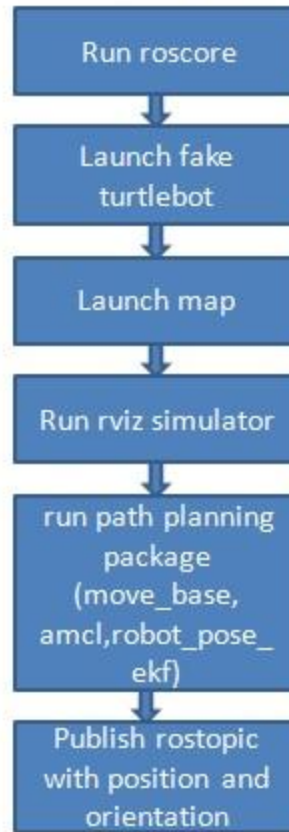 Run roscore
Launch fake
turtlebot
Launch map
Run rviz simulator
run path planning
package
(move_base,
amcl,robot_pose_
ekf)
Publish rostopic
with position and
orientation